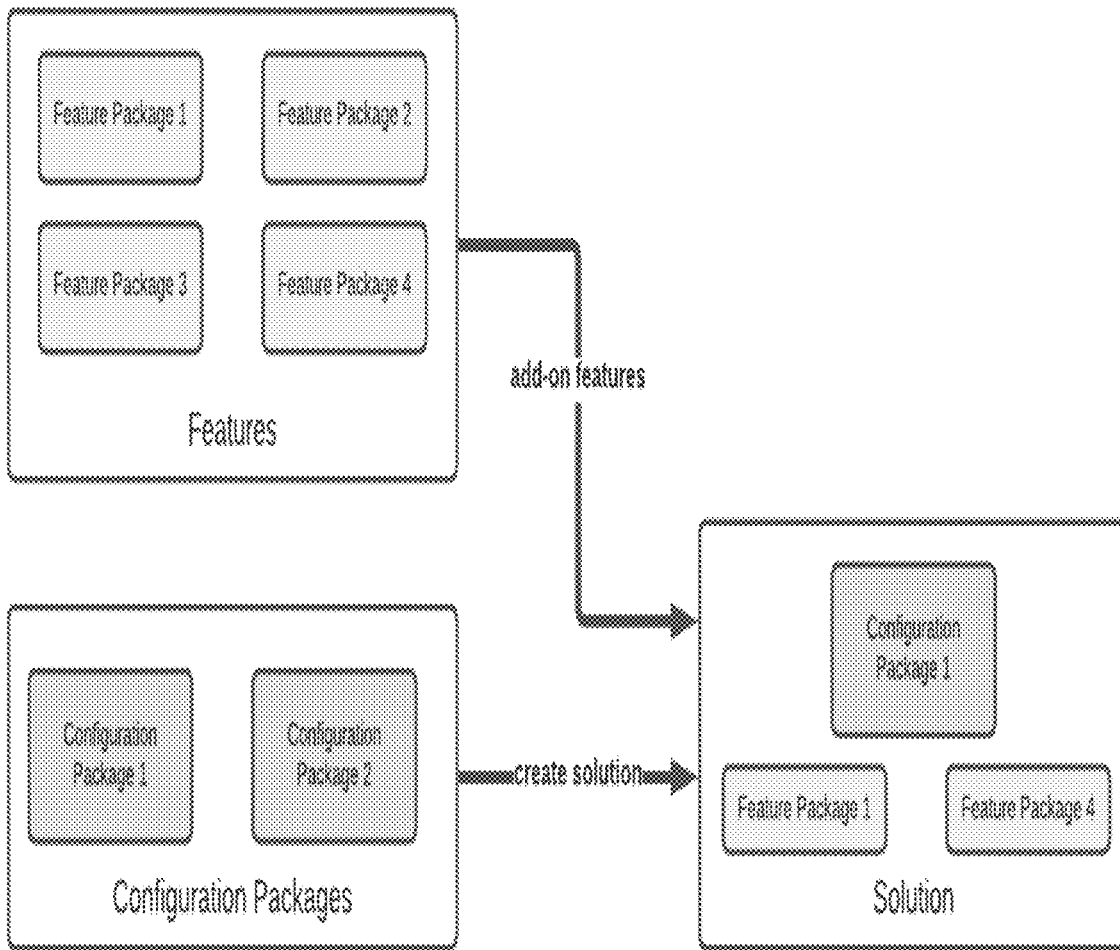 Feature Package 1
Feature Package 2
Feature Package 3
Feature Package 4
Features
add-on features
Configuration
Package 1
Configuration
Package 2
Configuration Packages
create solution
Configuration
Package 1
Feature Package 1
Feature Package 4
Solution